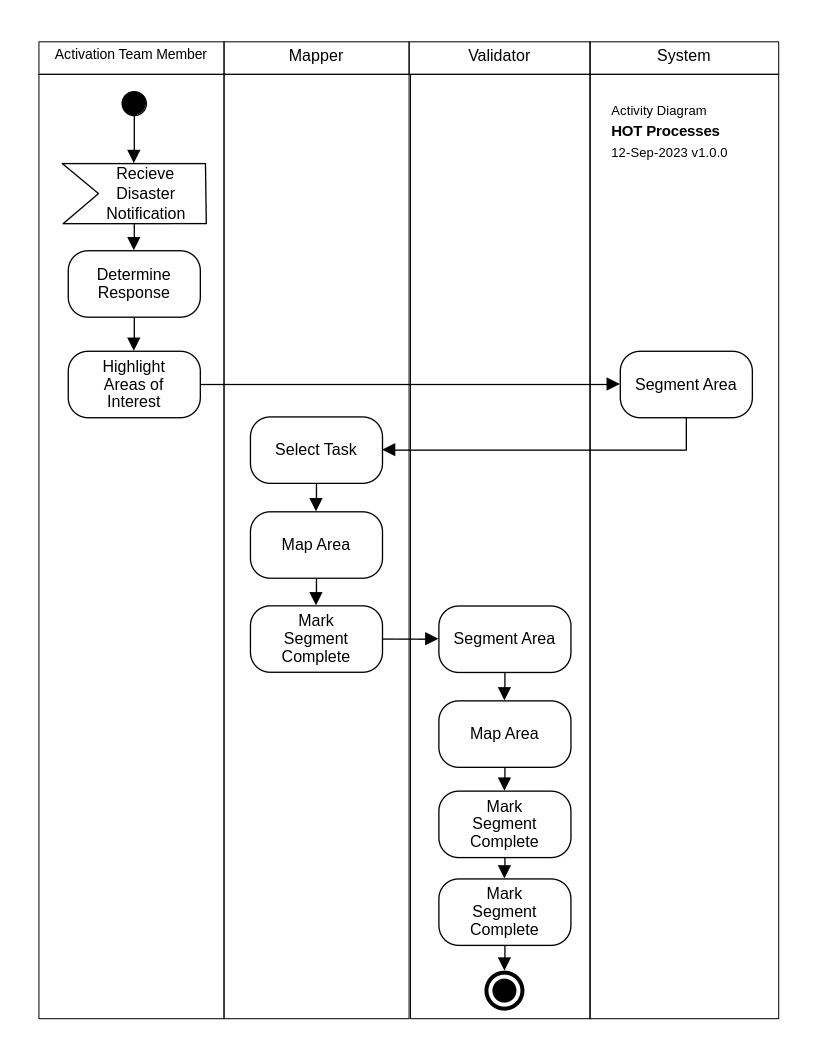 Activation Team Member
Mapper
Validator
System
Activity Diagram
HOT Processes
12-Sep-2023 v1.0.0
Recieve
Disaster
Notification
Determine
Response
Highlight
Areas of
Interest
Segment Area
Select Task
Map Area
Mark
Segment
Complete
Segment Area
Map Area
Mark
Segment
Complete
Mark
Segment
Complete